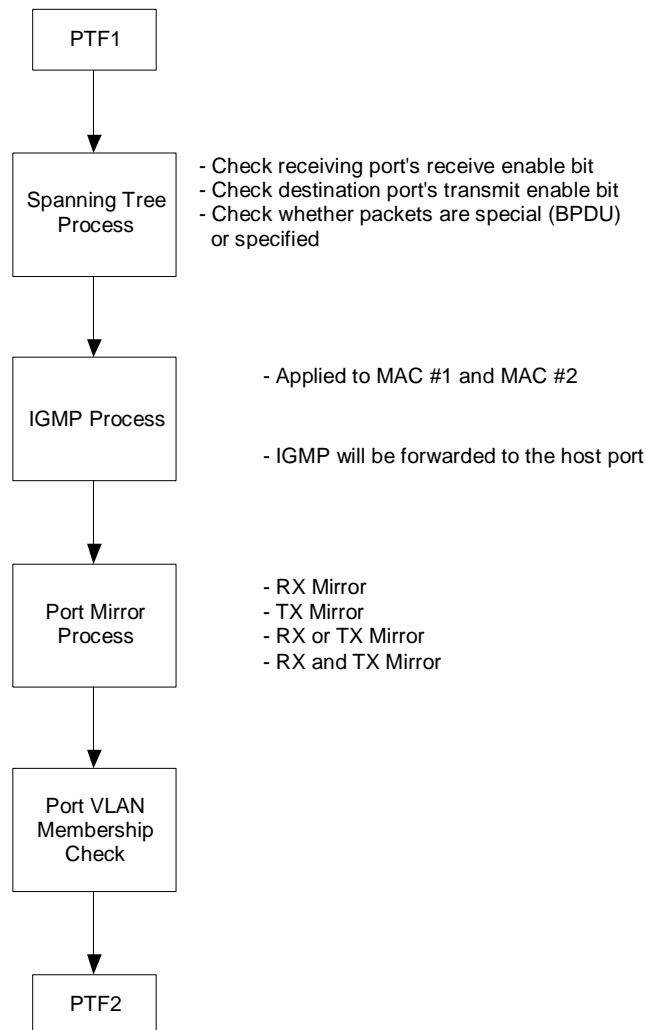 PTF1
Spanning Tree
Process
- Check receiving port's receive enable bit
- Check destination port's transmit enable bit
- Check whether packets are special (BPDU)
or specified
IGMP Process
- Applied to MAC #1 and MAC #2
- IGMP will be forwarded to the host port
Port Mirror
Process
- RX Mirror
- TX Mirror
- RX or TX Mirror
- RX and TX Mirror
Port VLAN
Membership
Check
PTF2